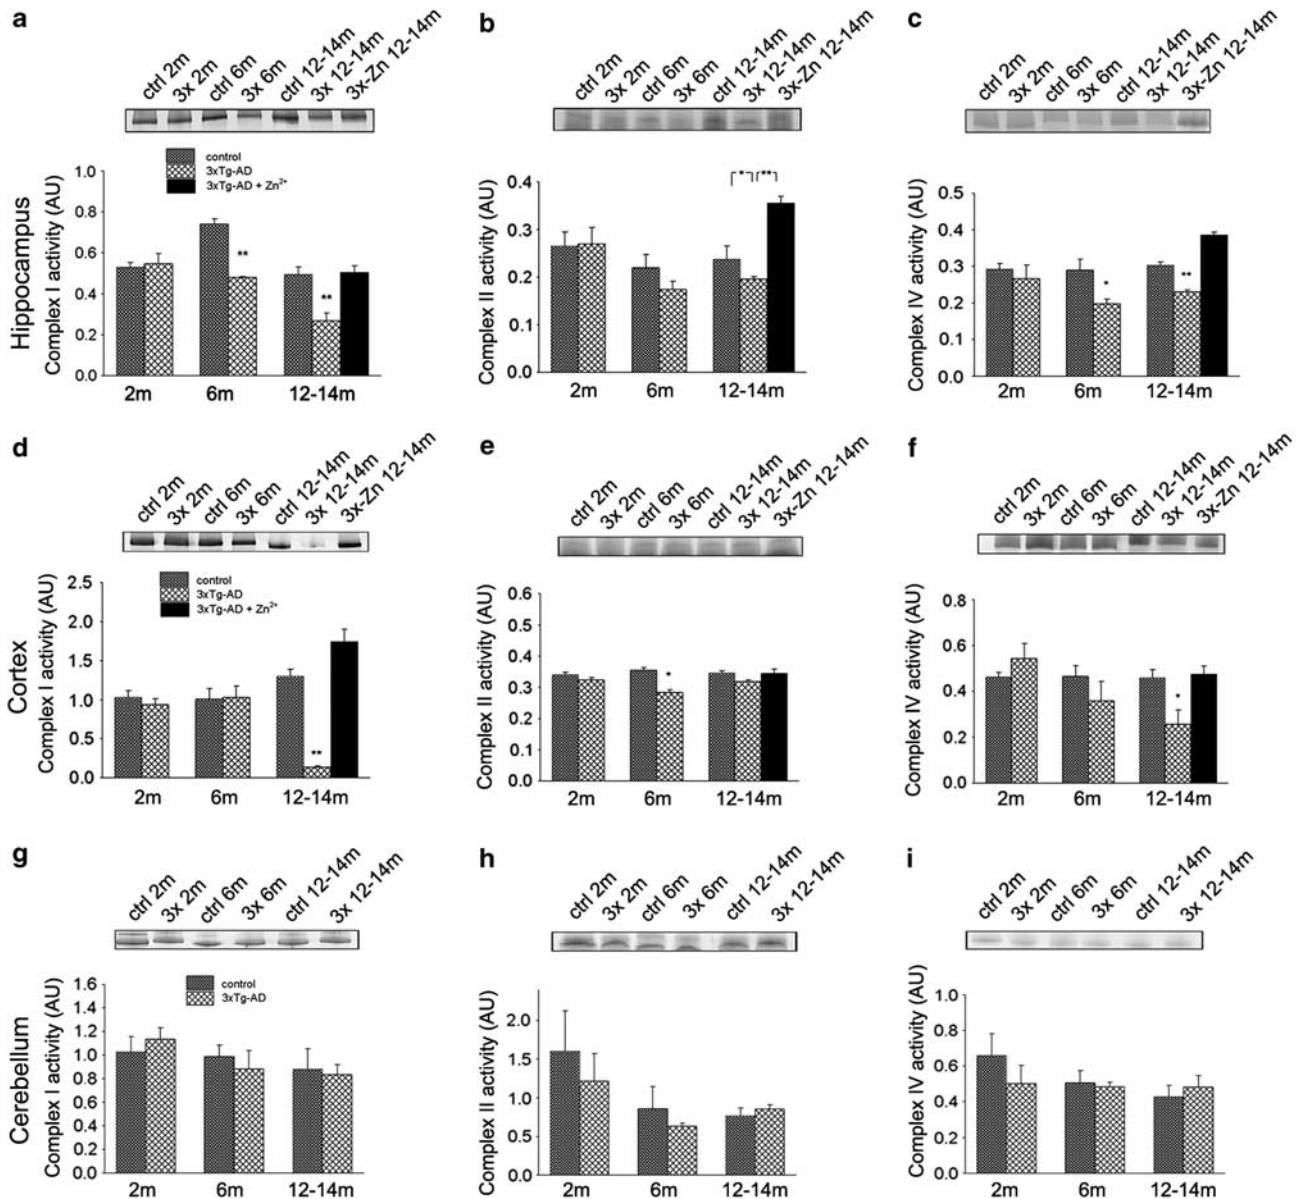 a
ctrl 2m
3x 2m
ctrl 6m
3x 6m
ctrl 12-14m
3x 12-14m
3x-Zn 12-14m
control
3xTg-AD
3xTg-AD + Zn²⁺
Hippocampus
Complex I activity (AU)
1.0
0.8
0.6
0.4
0.2
0.0
**
**
2m 6m 12-14m
b
ctrl 2m
3x 2m
ctrl 6m
3x 6m
ctrl 12-14m
3x 12-14m
3x-Zn 12-14m
Complex II activity (AU)
0.4
0.3
0.2
0.1
0.0
* **
2m 6m 12-14m
c
ctrl 2m
3x 2m
ctrl 6m
3x 6m
ctrl 12-14m
3x 12-14m
3x-Zn 12-14m
Complex IV activity (AU)
0.5
0.4
0.3
0.2
0.1
0.0
*
**
2m 6m 12-14m
d
ctrl 2m
3x 2m
ctrl 6m
3x 6m
ctrl 12-14m
3x 12-14m
3x-Zn 12-14m
control
3xTg-AD
3xTg-AD + Zn²⁺
Cortex
Complex I activity (AU)
2.5
2.0
1.5
1.0
0.5
0.0
**
2m 6m 12-14m
e
ctrl 2m
3x 2m
ctrl 6m
3x 6m
ctrl 12-14m
3x 12-14m
3x-Zn 12-14m
Complex II activity (AU)
0.6
0.5
0.4
0.3
0.2
0.1
0.0
*
2m 6m 12-14m
f
ctrl 2m
3x 2m
ctrl 6m
3x 6m
ctrl 12-14m
3x 12-14m
3x-Zn 12-14m
Complex IV activity (AU)
0.8
0.6
0.4
0.2
0.0
*
2m 6m 12-14m
g
ctrl 2m
3x 2m
ctrl 6m
3x 6m
ctrl 12-14m
3x 12-14m
control
3xTg-AD
Cerebellum
Complex I activity (AU)
1.6
1.4
1.2
1.0
0.8
0.6
0.4
0.2
0.0
2m 6m 12-14m
h
ctrl 2m
3x 2m
ctrl 6m
3x 6m
ctrl 12-14m
3x 12-14m
Complex II activity (AU)
2.0
1.5
1.0
0.5
0.0
2m 6m 12-14m
i
ctrl 2m
3x 2m
ctrl 6m
3x 6m
ctrl 12-14m
3x 12-14m
Complex IV activity (AU)
1.0
0.8
0.6
0.4
0.2
0.0
2m 6m 12-14m